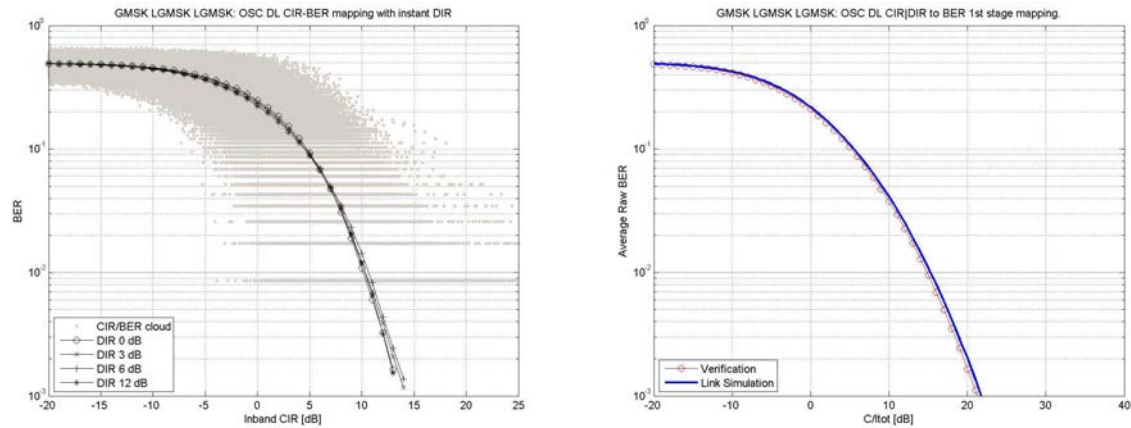 GMSK LGMSK LGMSK: OSC DL CIR-BER mapping with instant DIR
10^0
10^-1
10^-2
10^-3
BER
CIR/BER cloud
DIR 0 dB
DIR 3 dB
DIR 6 dB
DIR 12 dB
-20 -15 -10 -5 0 5 10 15 20 25
Inband CIR [dB]
GMSK LGMSK LGMSK: OSC DL CIR|DIR to BER 1st stage mapping.
10^0
10^-1
10^-2
10^-3
Average Raw BER
Verification
Link Simulation
-20 -10 0 10 20 30 40
C/Itot [dB]